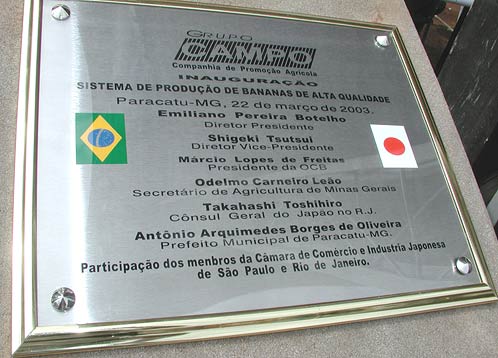 GRUPO
CAMPO
Companhia de Promoção Agrícola
INAUGURAÇÃO
SISTEMA DE PRODUÇÃO DE BANANAS DE ALTA QUALIDADE
Paracatu-MG, 22 de março de 2003.
Emiliano Pereira Botelho
Diretor Presidente
Shigeki Tsutsui
Diretor Vice-Presidente
Márcio Lopes de Freitas
Presidente da OCB
Odelmo Carneiro Leão
Secretário de Agricultura de Minas Gerais
Takahashi Toshihiro
Cônsul Geral do Japão no R.J.
Antônio Arquimedes Borges de Oliveira
Prefeito Municipal de Paracatu-MG.
Participação dos menbros da Câmara de Comércio e Industria Japonesa
de São Paulo e Rio de Janeiro.